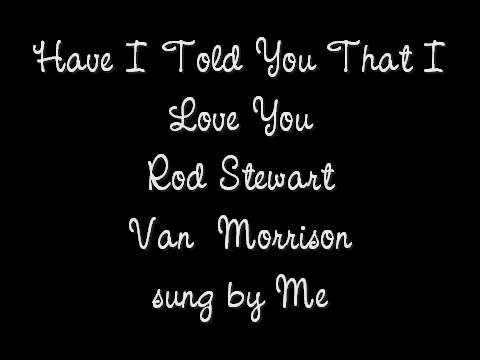 Have I Told You That I
Love You
Rod Stewart
Van Morrison
sung by Me